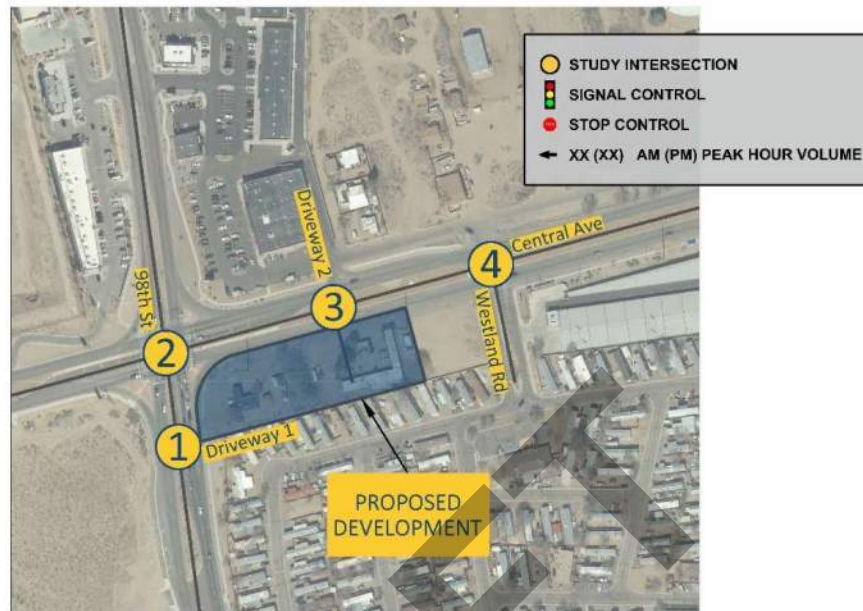 STUDY INTERSECTION
SIGNAL CONTROL
STOP CONTROL
XX (XX) AM (PM) PEAK HOUR VOLUME
Driveway 2
Central Ave
4
3
98th St
Westland Rd
2
1
Driveway 1
PROPOSED
DEVELOPMENT